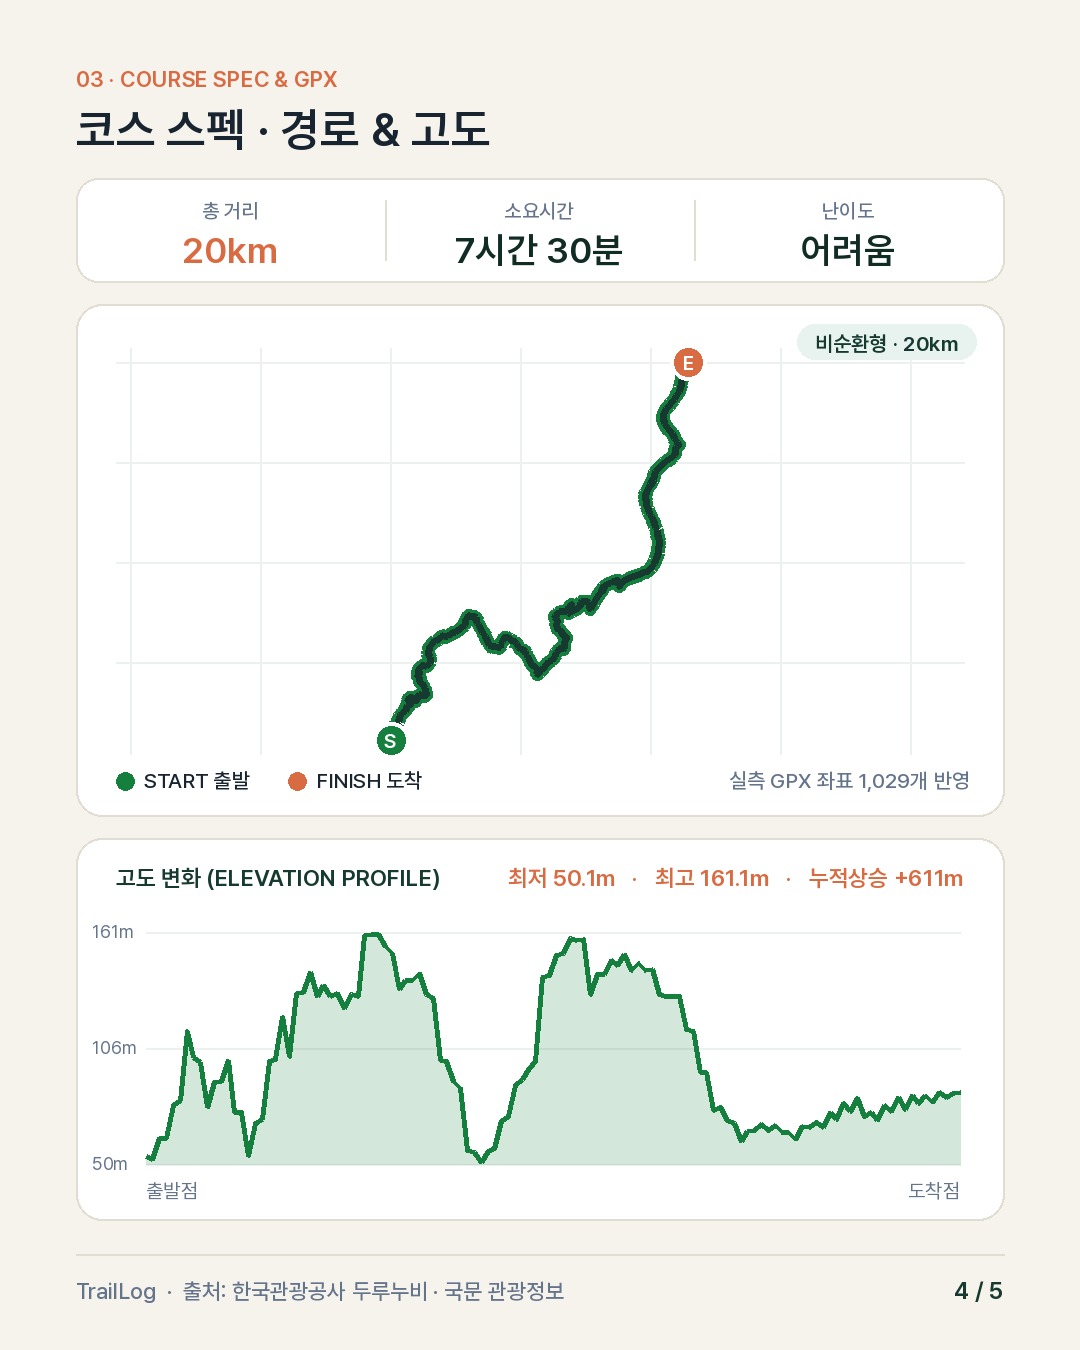 03 · COURSE SPEC & GPX
코스 스펙 · 경로 & 고도
총 거리
20km
소요시간
7시간 30분
난이도
어려움
비순환형 · 20km
E
S
START 출발
FINISH 도착
실측 GPX 좌표 1,029개 반영
고도 변화 (ELEVATION PROFILE)
최저 50.1m · 최고 161.1m · 누적상승 +611m
161m
106m
50m
출발점
도착점
TrailLog · 출처: 한국관광공사 두루누비 · 국문 관광정보
4 / 5